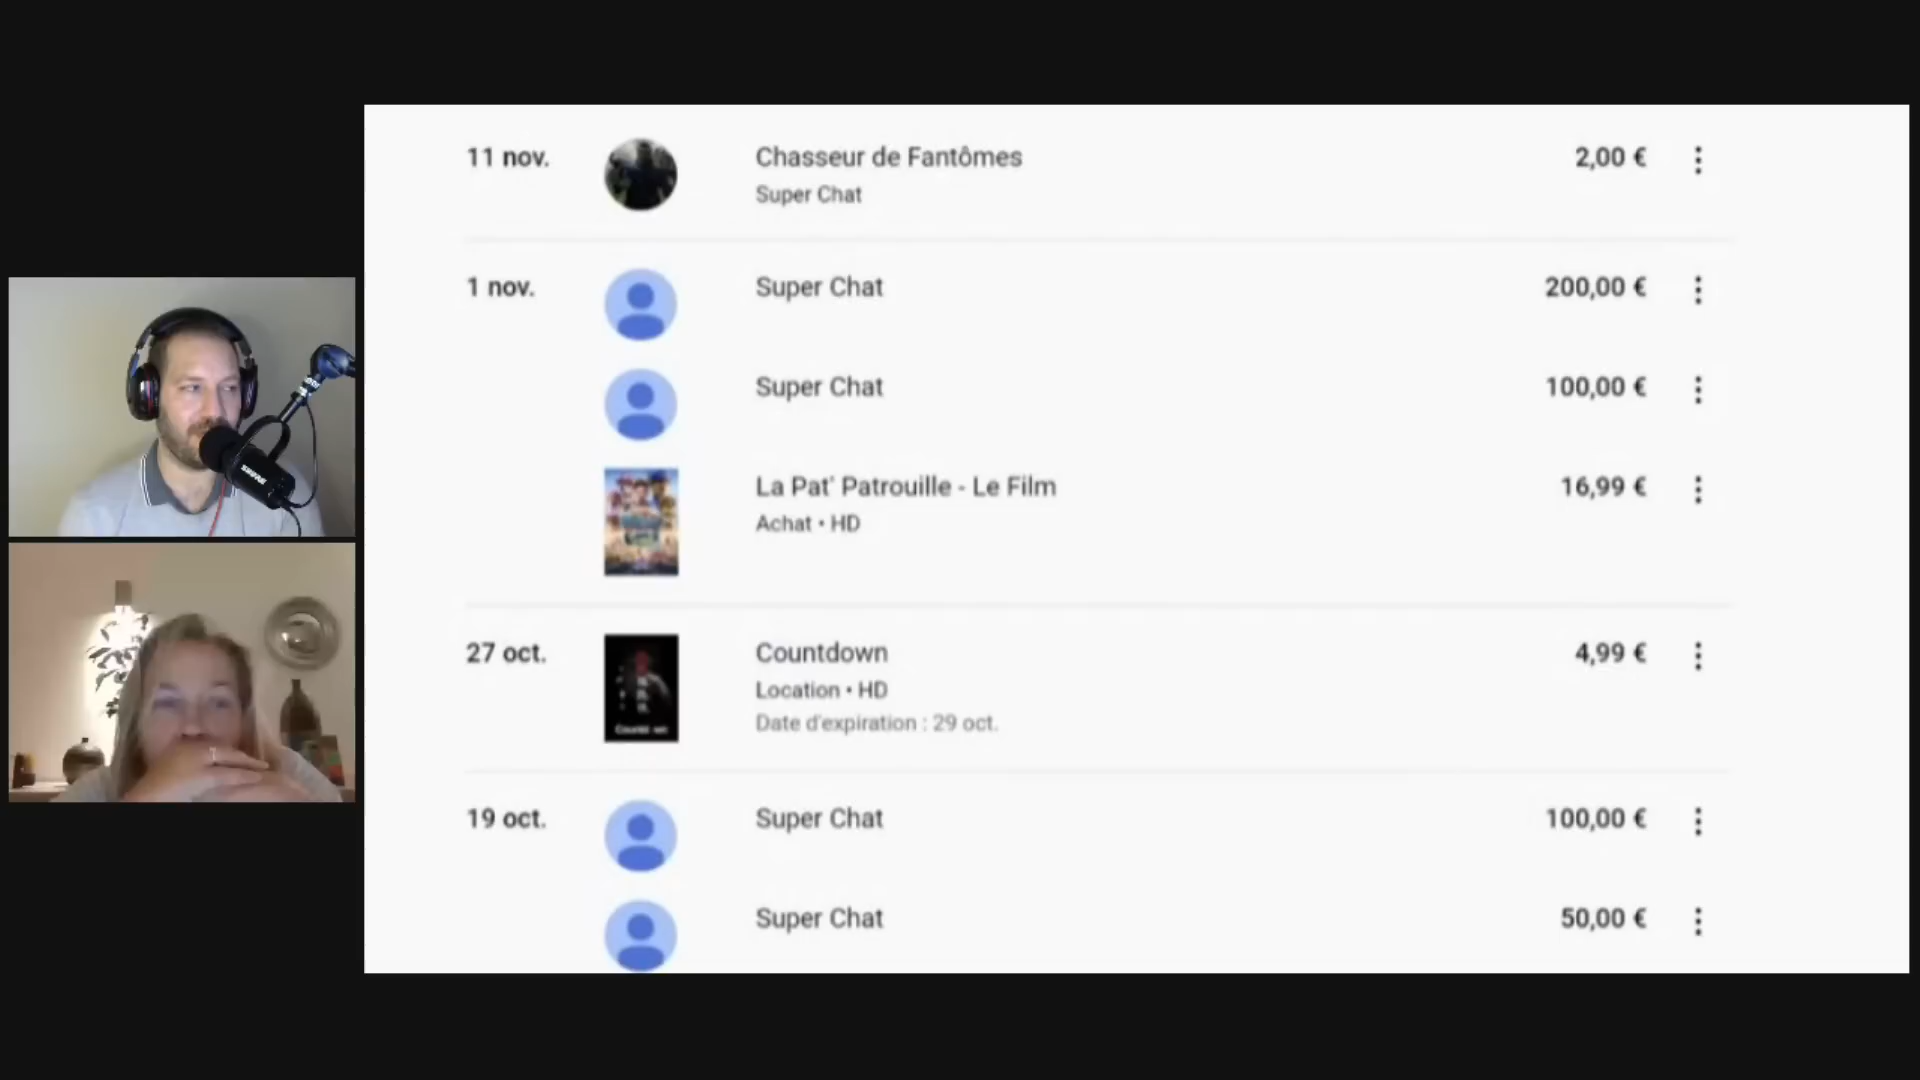 11 nov.
Chasseur de Fantômes
2,00 €
Super Chat
1 nov.
Super Chat
200,00 €
Super Chat
100,00 €
La Pat' Patrouille - Le Film
16,99 €
Achat • HD
27 oct.
Countdown
4,99 €
Location • HD
Date d'expiration : 29 oct.
19 oct.
Super Chat
100,00 €
Super Chat
50,00 €
SHURE